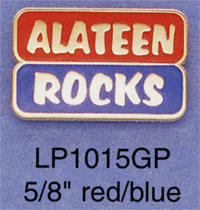 ALATEEN
ROCKS
LP1015GP
5/8" red/blue